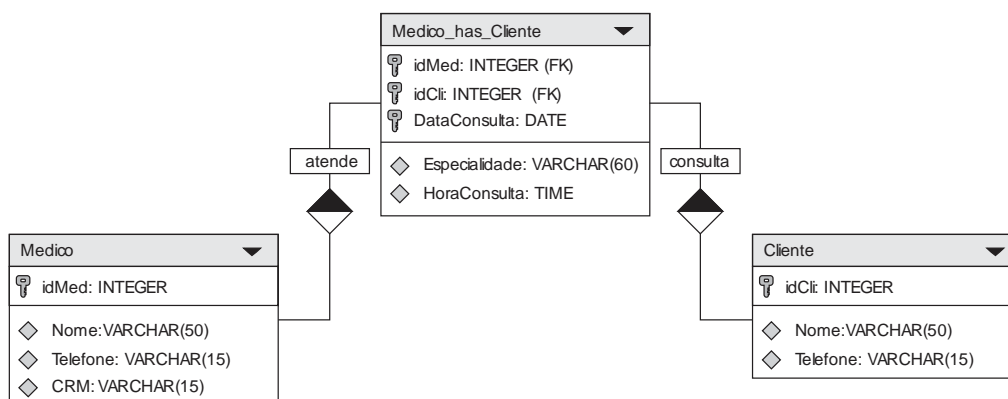 Medico_has_Cliente
idMed: INTEGER (FK)
idCli: INTEGER (FK)
DataConsulta: DATE
Especialidade: VARCHAR(60)
HoraConsulta: TIME
atende
consulta
Medico
idMed: INTEGER
Nome:VARCHAR(50)
Telefone: VARCHAR(15)
CRM: VARCHAR(15)
Cliente
idCli: INTEGER
Nome:VARCHAR(50)
Telefone: VARCHAR(15)